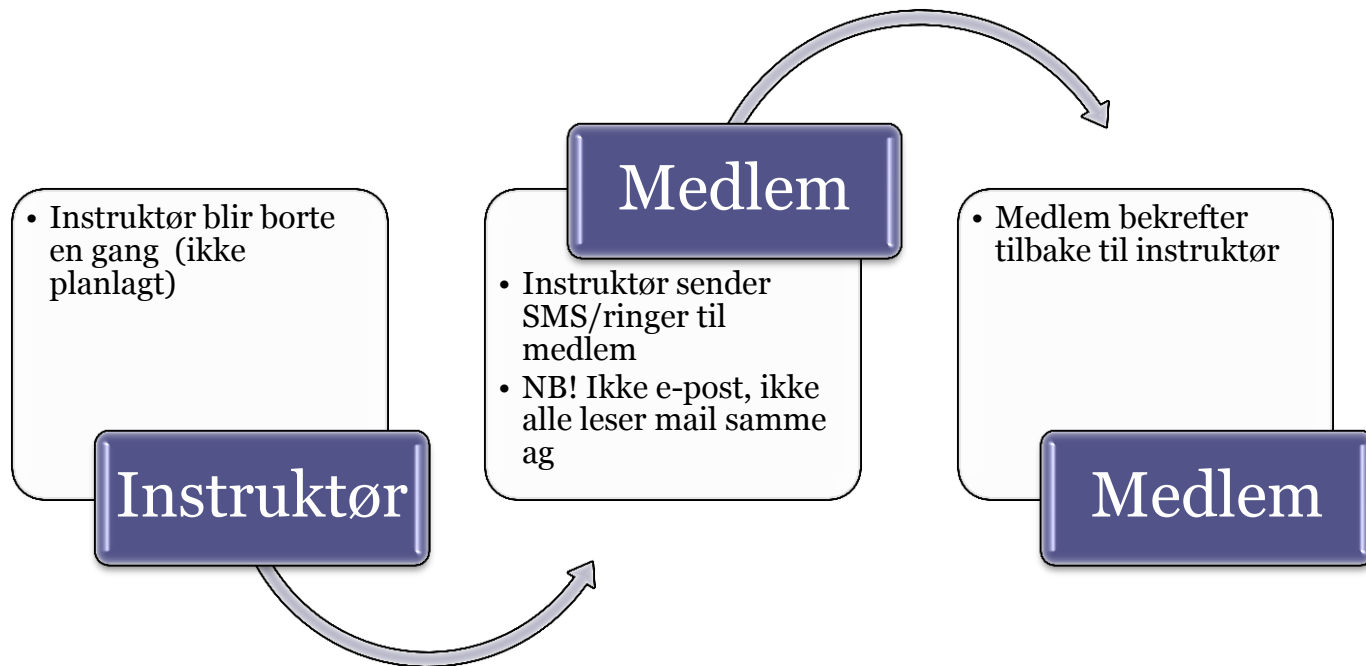 • Instruktør blir borte
en gang  (ikke
planlagt)
Instruktør
Medlem
• Instruktør sender
SMS/ringer til
medlem
• NB! Ikke e-post, ikke
alle leser mail samme
ag
• Medlem bekrefter
tilbake til instruktør
Medlem